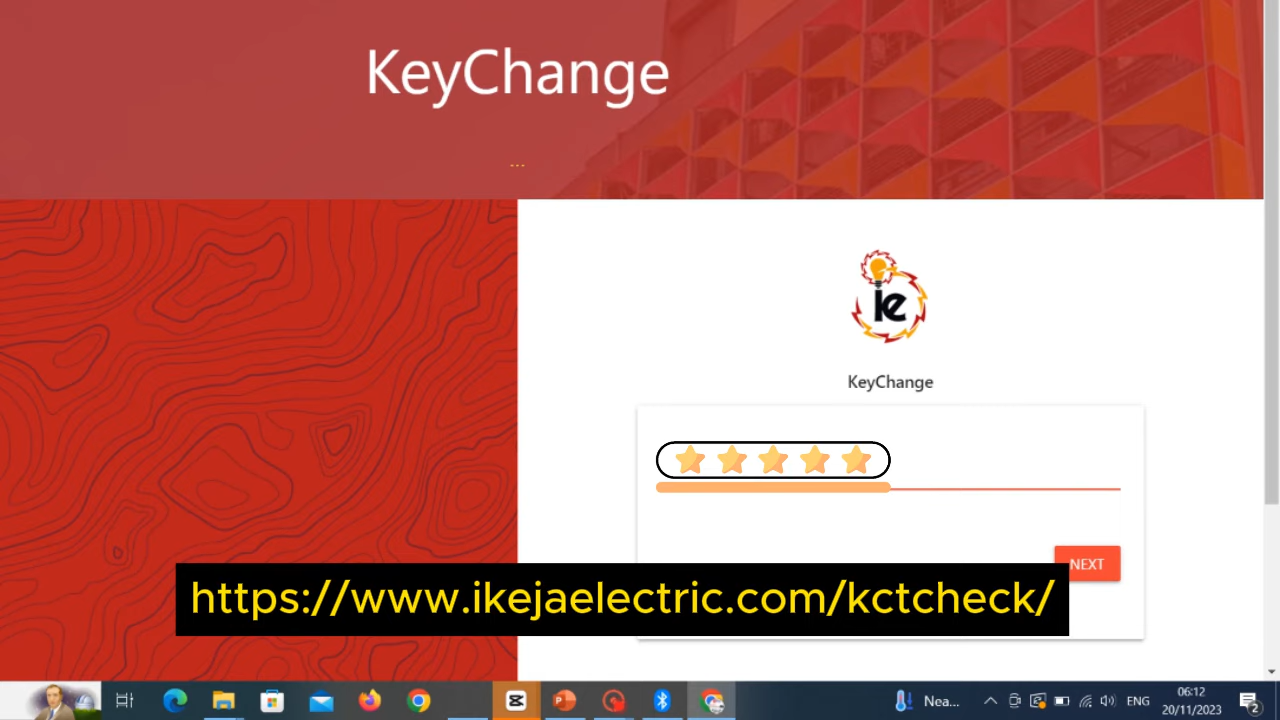 KeyChange
...
ie
KeyChange
NEXT
https://www.ikejaelectric.com/kctcheck/
Nea...
ENG
06:12
20/11/2023
2